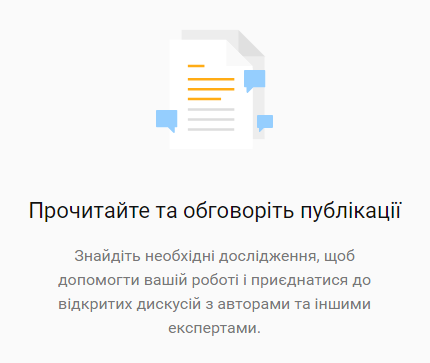 Прочитайте та обговоріть публікації
Знайдіть необхідні дослідження, щоб
допомогти вашій роботі і приєднатися до
відкритих дискусій з авторами та іншими
експертами.